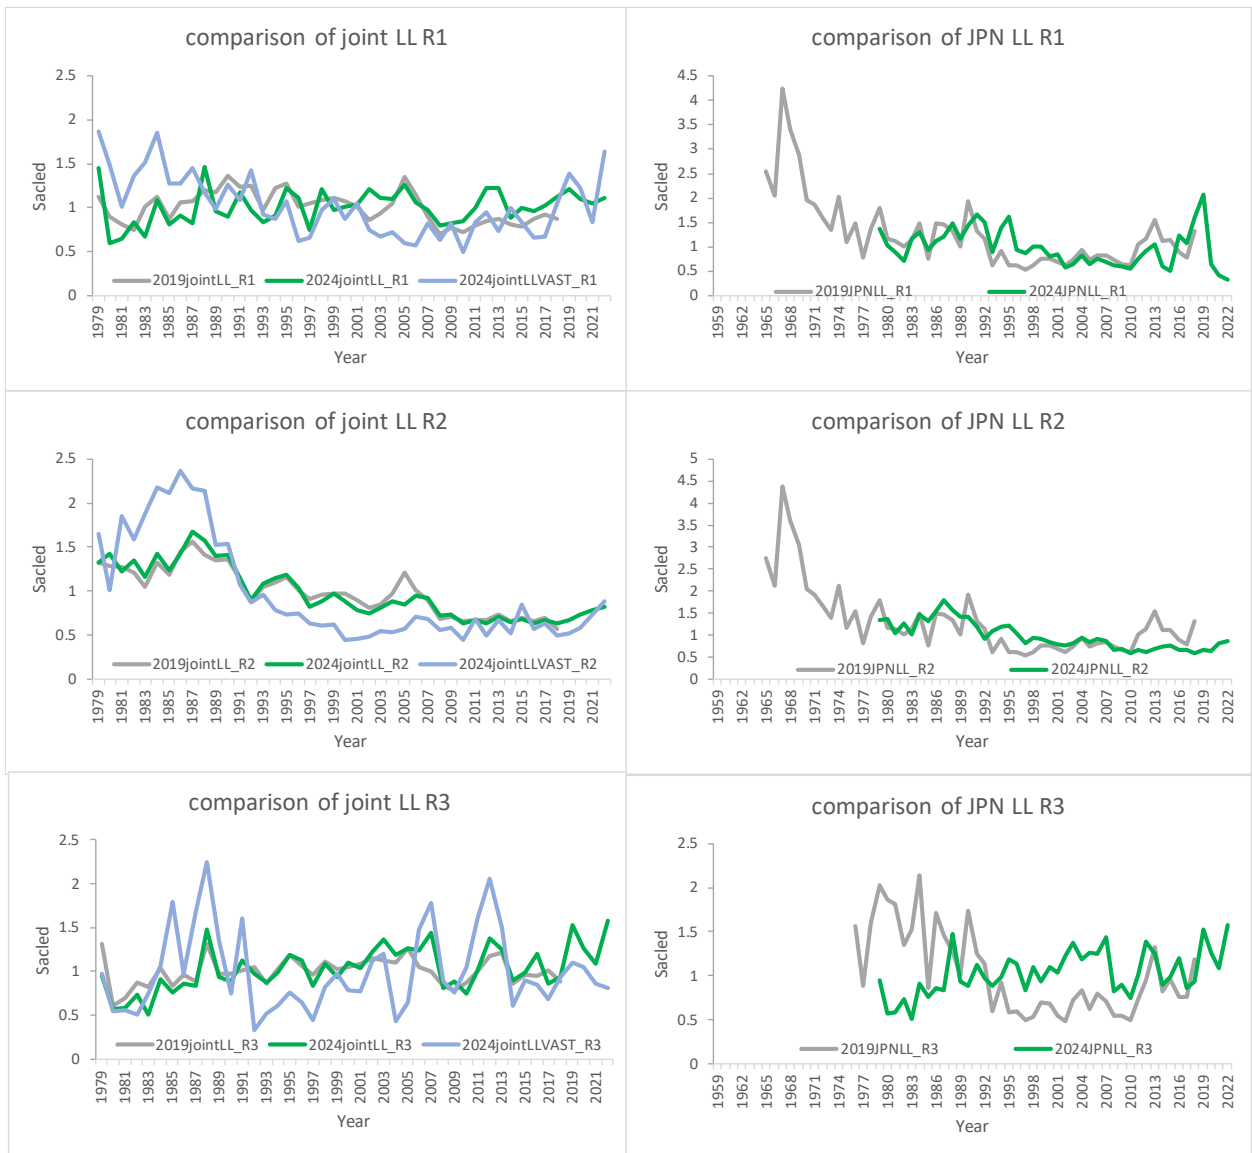 comparison of joint LL R1
2.5
2
1.5
1
0.5
0
Sacled
2019jointLL_R1 2024jointLL_R1 2024jointLLVAST_R1
1979 1981 1983 1985 1987 1989 1991 1993 1995 1997 1999 2001 2003 2005 2007 2009 2011 2013 2015 2017 2019 2021
Year
comparison of JPN LL R1
4.5
4
3.5
3
2.5
2
1.5
1
0.5
0
Sacled
2019JPNLL_R1 2024JPNLL_R1
1959 1962 1965 1968 1971 1974 1977 1980 1983 1986 1989 1992 1995 1998 2001 2004 2007 2010 2013 2016 2019 2022
Year
comparison of joint LL R2
2.5
2
1.5
1
0.5
0
Sacled
2019jointLL_R2 2024jointLL_R2 2024jointLLVAST_R2
1979 1981 1983 1985 1987 1989 1991 1993 1995 1997 1999 2001 2003 2005 2007 2009 2011 2013 2015 2017 2019 2021
Year
comparison of JPN LL R2
5
4.5
4
3.5
3
2.5
2
1.5
1
0.5
0
Sacled
2019JPNLL_R2 2024JPNLL_R2
1959 1962 1965 1968 1971 1974 1977 1980 1983 1986 1989 1992 1995 1998 2001 2004 2007 2010 2013 2016 2019 2022
Year
comparison of joint LL R3
2.5
2
1.5
1
0.5
0
Sacled
2019jointLL_R3 2024jointLL_R3 2024jointLLVAST_R3
1979 1981 1983 1985 1987 1989 1991 1993 1995 1997 1999 2001 2003 2005 2007 2009 2011 2013 2015 2017 2019 2021
Year
comparison of JPN LL R3
2.5
2
1.5
1
0.5
0
Sacled
2019JPNLL_R3 2024JPNLL_R3
1959 1962 1965 1968 1971 1974 1977 1980 1983 1986 1989 1992 1995 1998 2001 2004 2007 2010 2013 2016 2019 2022
Year